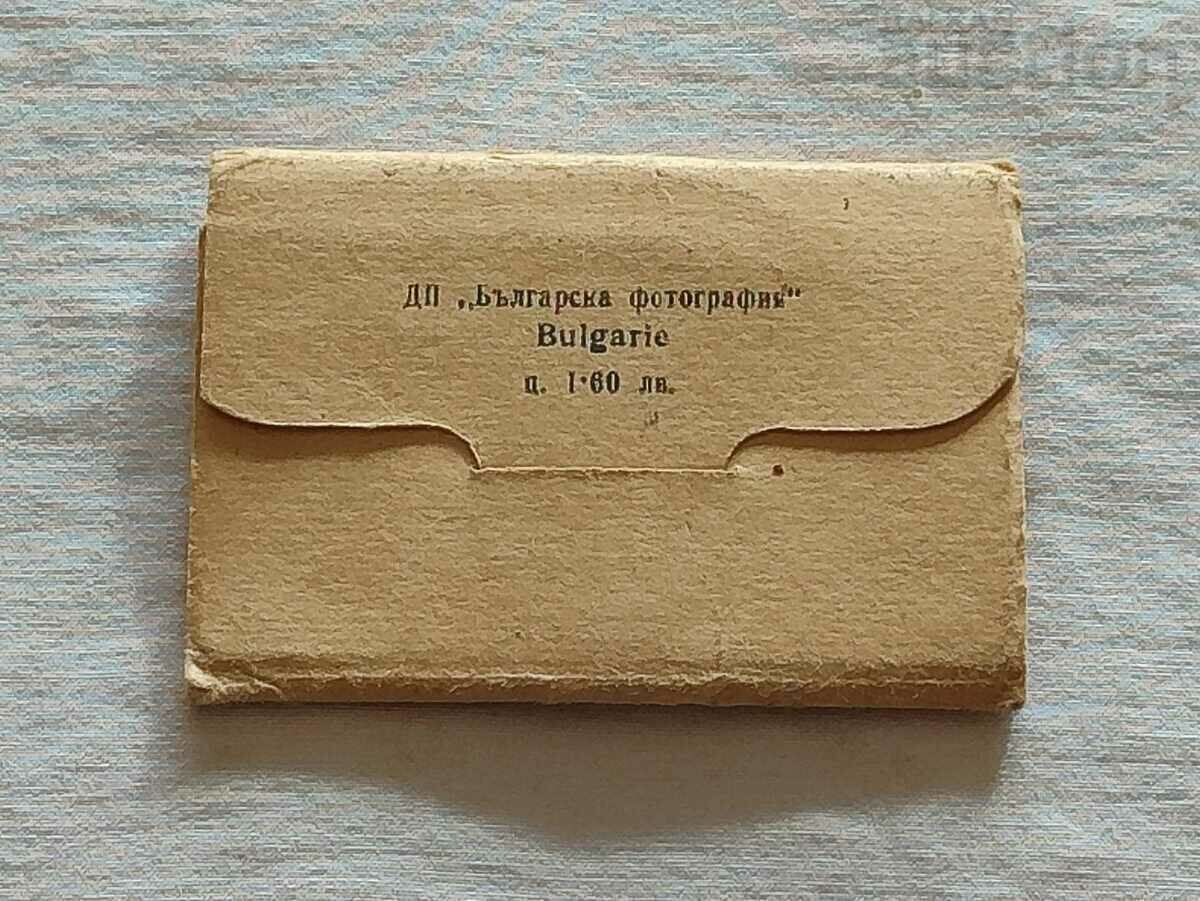 ДП „Българска фотография“
Bulgarie
ц. 1·60 лв.